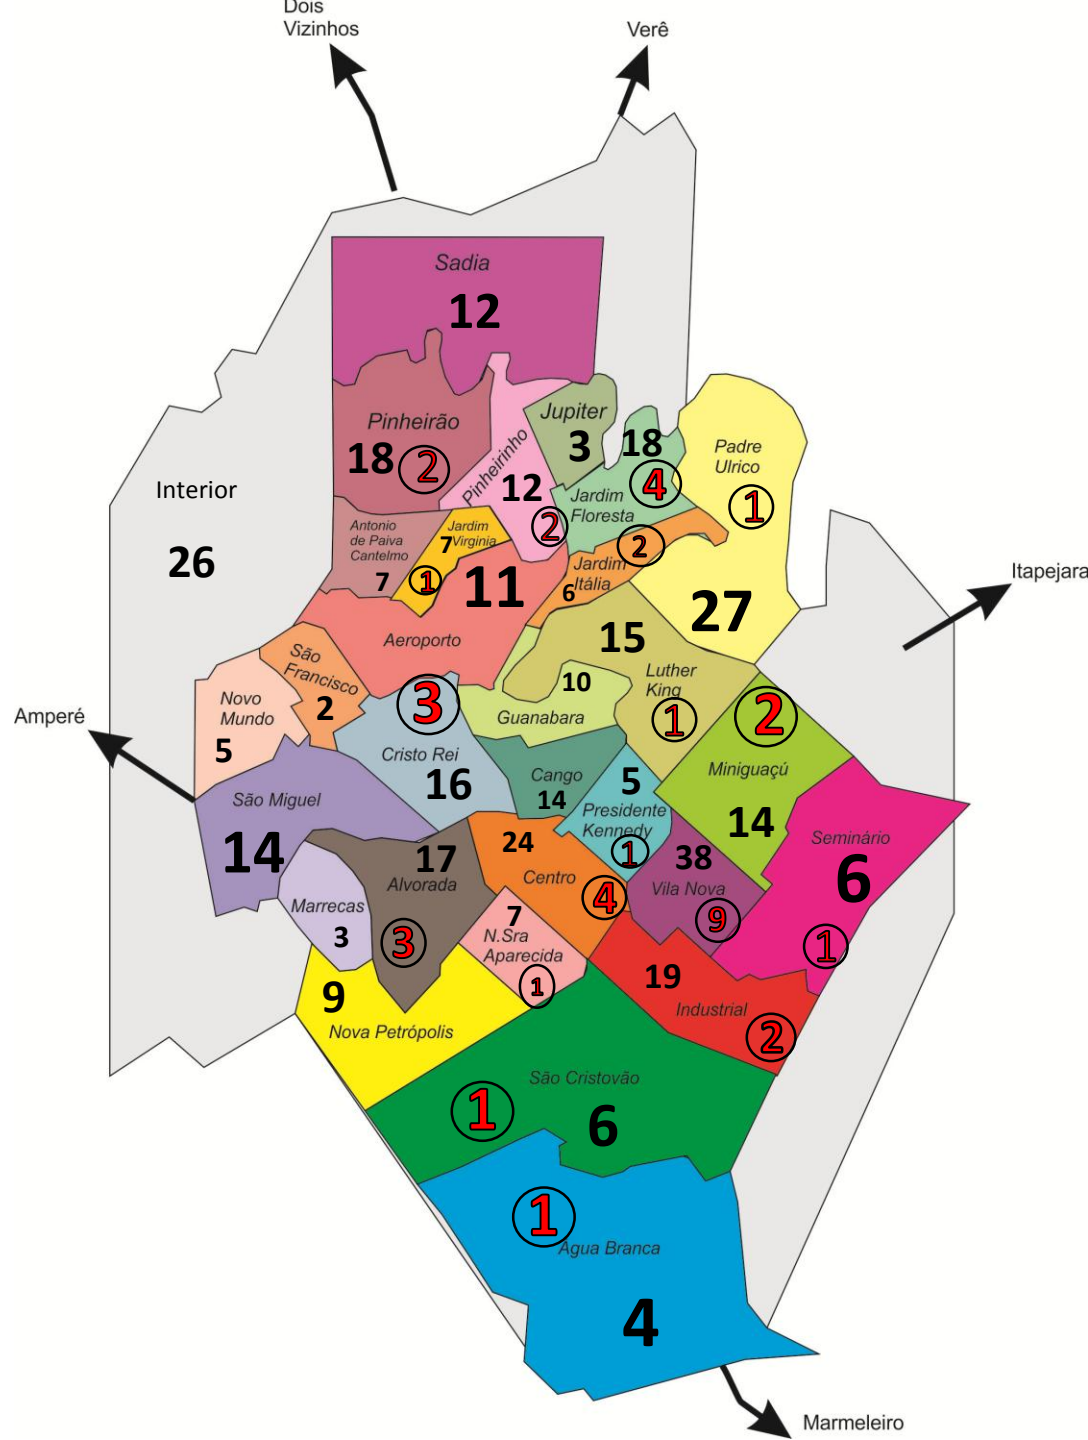 Dois
Vizinhos
Verê
Sadia
12
Pinheirão
18
2
Pinheirinho
12
2
Jupiter
3
18
4
Jardim
Floresta
Padre
Ulrico
1
27
Interior
26
Antonio
de Paiva
Cantelmo
7
Jardim
Virginia
7
1
11
Aeroporto
3
2
Jardim
Itália
6
Itapejara
15
Luther
King
1
10
Guanabara
São
Francisco
2
Novo
Mundo
5
Amperé
Cristo Rei
16
Cango
14
5
Presidente
Kennedy
1
2
Miniguaçú
14
Seminário
6
1
São Miguel
14
17
Alvorada
3
24
Centro
4
38
Vila Nova
9
Marrecas
3
7
N.Sra
Aparecida
1
19
Industrial
2
9
Nova Petrópolis
São Cristovão
1
6
1
Agua Branca
4
Marmeleiro